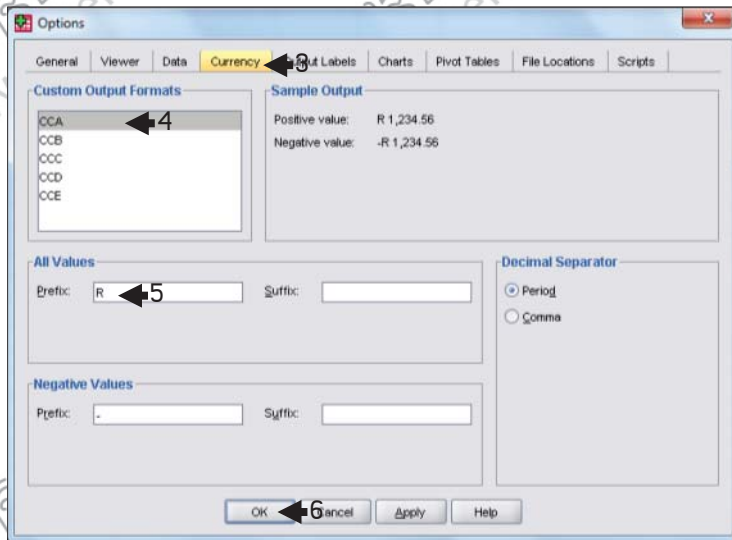 Options
General Viewer Data Currency 3 Output Labels Charts Pivot Tables File Locations Scripts
Custom Output Formats
CCA 4
CCB
CCC
CCD
CCE
Sample Output
Positive value: R 1,234.56
Negative value: -R 1,234.56
All Values
Prefix: R 5 Suffix:
Decimal Separator
Period
Comma
Negative Values
Prefix: - Suffix:
OK 6 Cancel Apply Help